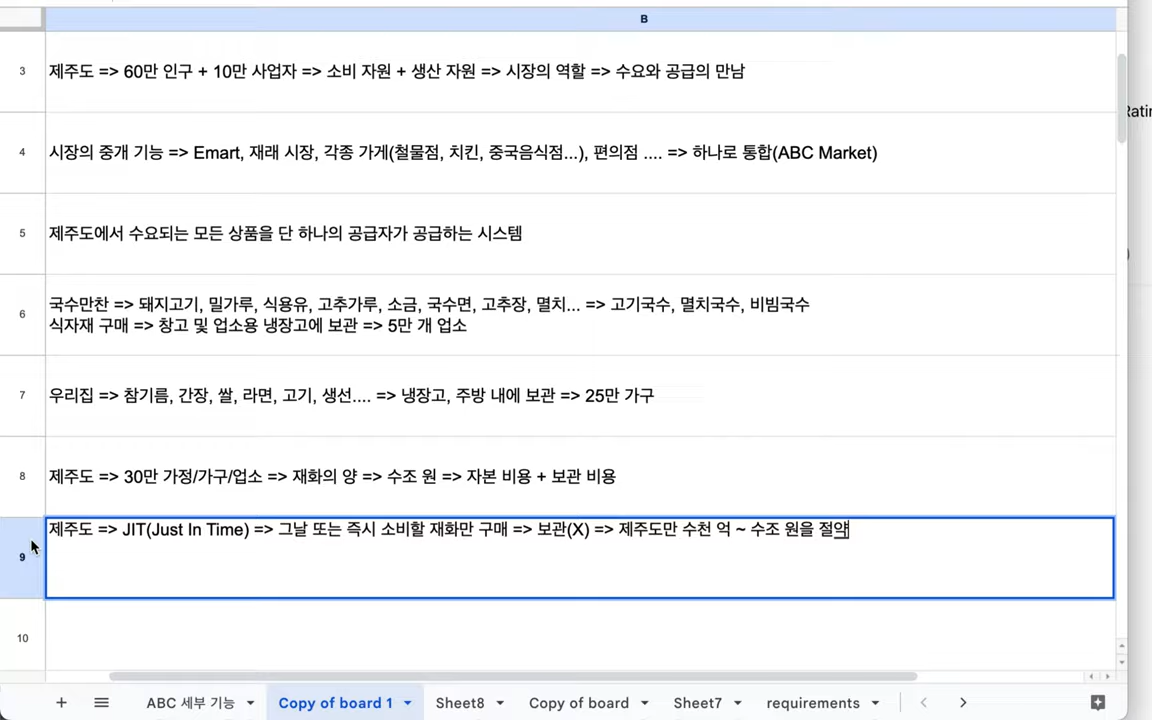 B
Ratin
3 제주도 => 60만 인구 + 10만 사업자 => 소비 자원 + 생산 자원 => 시장의 역할 => 수요와 공급의 만남
4 시장의 중개 기능 => Emart, 재래 시장, 각종 가게(철물점, 치킨, 중국음식점...), 편의점 .... => 하나로 통합(ABC Market)
5 제주도에서 수요되는 모든 상품을 단 하나의 공급자가 공급하는 시스템
6 국수만찬 => 돼지고기, 밀가루, 식용유, 고추가루, 소금, 국수면, 고추장, 멸치... => 고기국수, 멸치국수, 비빔국수
식자재 구매 => 창고 및 업소용 냉장고에 보관 => 5만 개 업소
7 우리집 => 참기름, 간장, 쌀, 라면, 고기, 생선.... => 냉장고, 주방 내에 보관 => 25만 가구
8 제주도 => 30만 가정/가구/업소 => 재화의 양 => 수조 원 => 자본 비용 + 보관 비용
9 제주도 => JIT(Just In Time) => 그날 또는 즉시 소비할 재화만 구매 => 보관(X) => 제주도만 수천 억 ~ 수조 원을 절약
10
+ ABC 세부 기능 Copy of board 1 Sheet8 Copy of board Sheet7 requirements